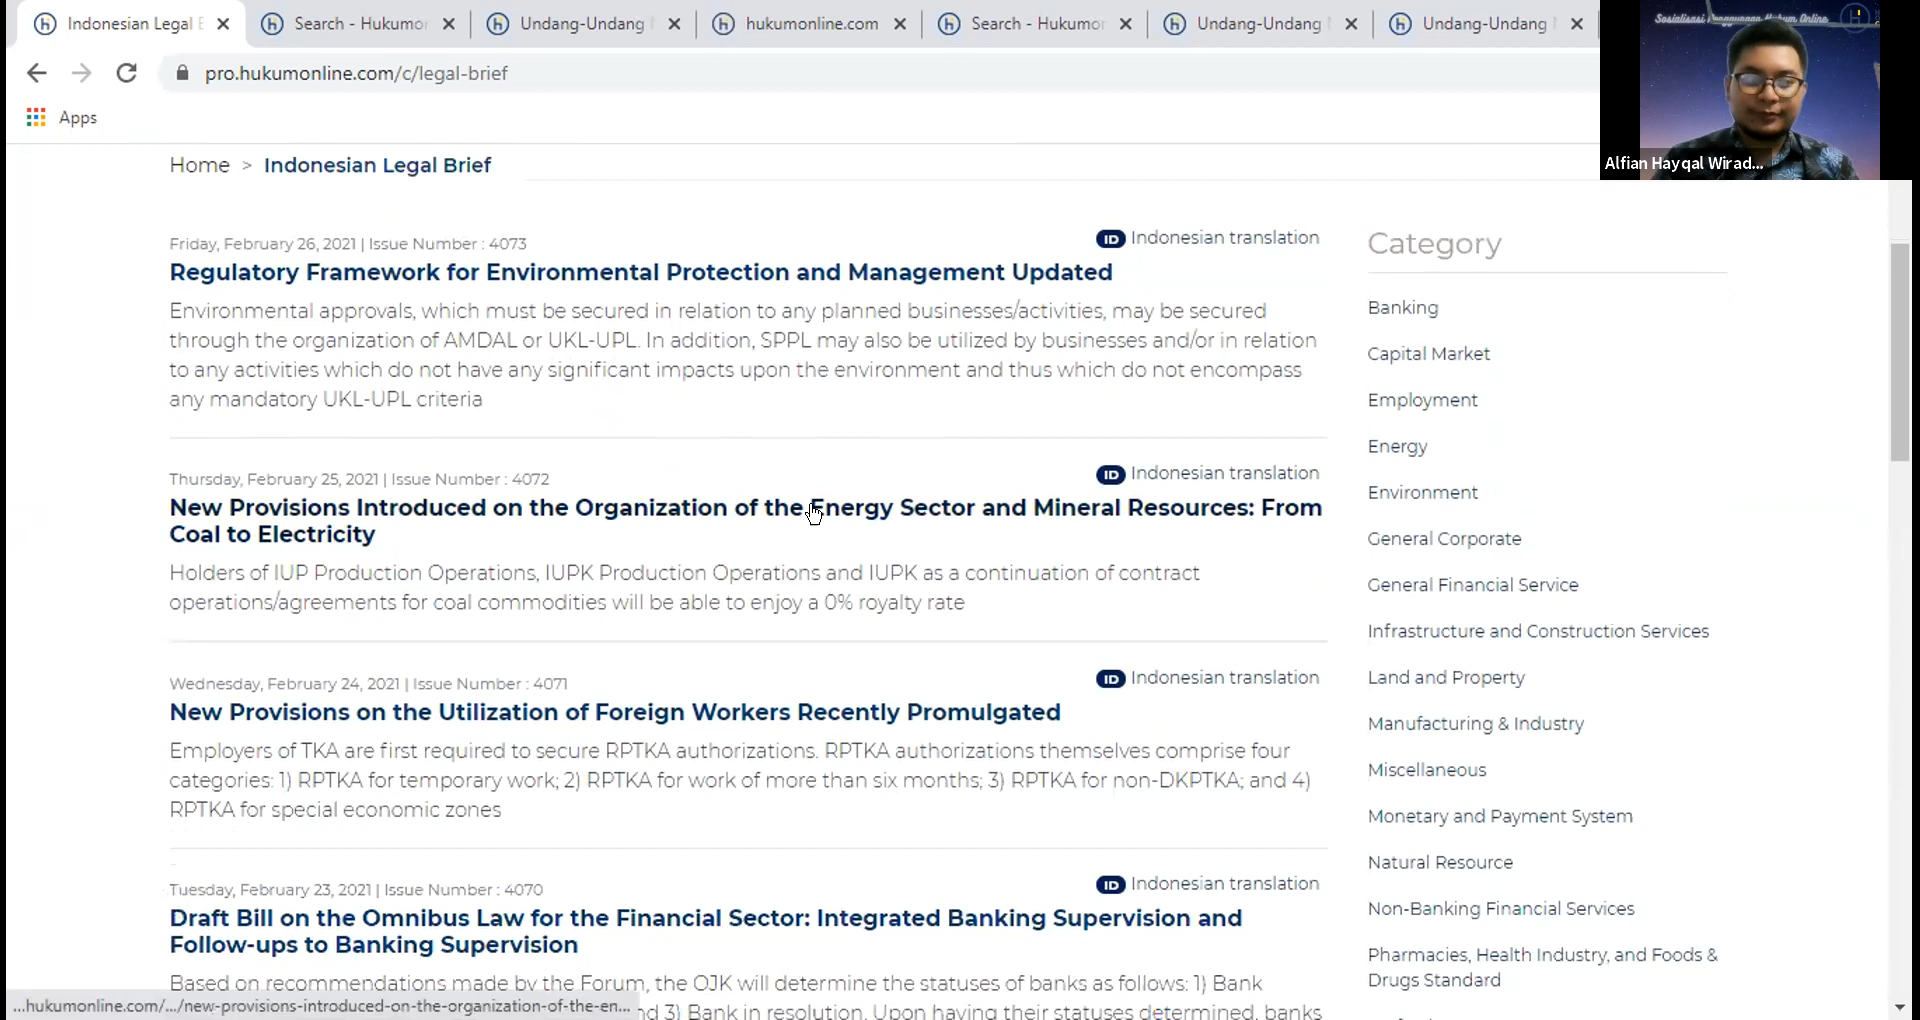 Indonesian Legal
Search - Hukumo
Undang-Undang
hukumonline.com
Search - Hukumor
Undang-Undang
Undang-Undang
pro.hukumonline.com/c/legal-brief
Apps
Sosialisasi Penggunaan Hukum Online
Alfian Hayqal Wirad...
Home > Indonesian Legal Brief
Friday, February 26, 2021 | Issue Number : 4073
ID Indonesian translation
Regulatory Framework for Environmental Protection and Management Updated
Environmental approvals, which must be secured in relation to any planned businesses/activities, may be secured
through the organization of AMDAL or UKL-UPL. In addition, SPPL may also be utilized by businesses and/or in relation
to any activities which do not have any significant impacts upon the environment and thus which do not encompass
any mandatory UKL-UPL criteria
Thursday, February 25, 2021 | Issue Number : 4072
ID Indonesian translation
New Provisions Introduced on the Organization of the Energy Sector and Mineral Resources: From
Coal to Electricity
Holders of IUP Production Operations, IUPK Production Operations and IUPK as a continuation of contract
operations/agreements for coal commodities will be able to enjoy a 0% royalty rate
Wednesday, February 24, 2021 | Issue Number : 4071
ID Indonesian translation
New Provisions on the Utilization of Foreign Workers Recently Promulgated
Employers of TKA are first required to secure RPTKA authorizations. RPTKA authorizations themselves comprise four
categories: 1) RPTKA for temporary work; 2) RPTKA for work of more than six months; 3) RPTKA for non-DKPTKA; and 4)
RPTKA for special economic zones
Tuesday, February 23, 2021 | Issue Number : 4070
ID Indonesian translation
Draft Bill on the Omnibus Law for the Financial Sector: Integrated Banking Supervision and
Follow-ups to Banking Supervision
Based on recommendations made by the Forum, the OJK will determine the statuses of banks as follows: 1) Bank
nd 3) Bank in resolution. Upon having their statuses determined, banks
...hukumonline.com/.../new-provisions-introduced-on-the-organization-of-the-en...
Category
Banking
Capital Market
Employment
Energy
Environment
General Corporate
General Financial Service
Infrastructure and Construction Services
Land and Property
Manufacturing & Industry
Miscellaneous
Monetary and Payment System
Natural Resource
Non-Banking Financial Services
Pharmacies, Health Industry, and Foods &
Drugs Standard